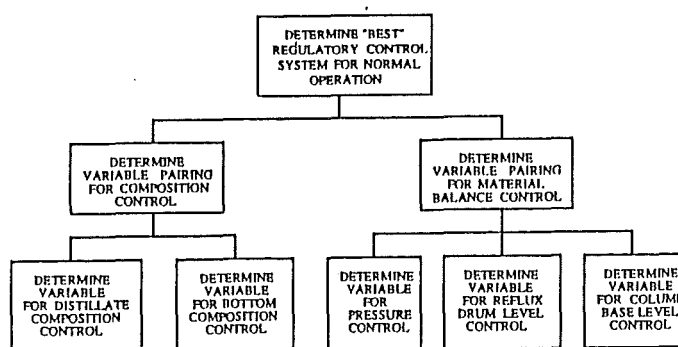 DETERMINE "BEST"
REGULATORY CONTROL
SYSTEM FOR NORMAL
OPERATION
DETERMINE
VARIABLE PAIRING
FOR COMPOSITION
CONTROL
DETERMINE
VARIABLE PAIRING
FOR MATERIAL
BALANCE CONTROL
DETERMINE
VARIABLE
FOR DISTILLATE
COMPOSITION
CONTROL
DETERMINE
VARIABLE
FOR BOTTOM
COMPOSITION
CONTROL
DETERMINE
VARIABLE
FOR
PRESSURE
CONTROL
DETERMINE
VARIABLE
FOR REFLUX
DRUM LEVEL
CONTROL
DETERMINE
VARIABLE
FOR COLUM
BASE LEVEL
CONTROL